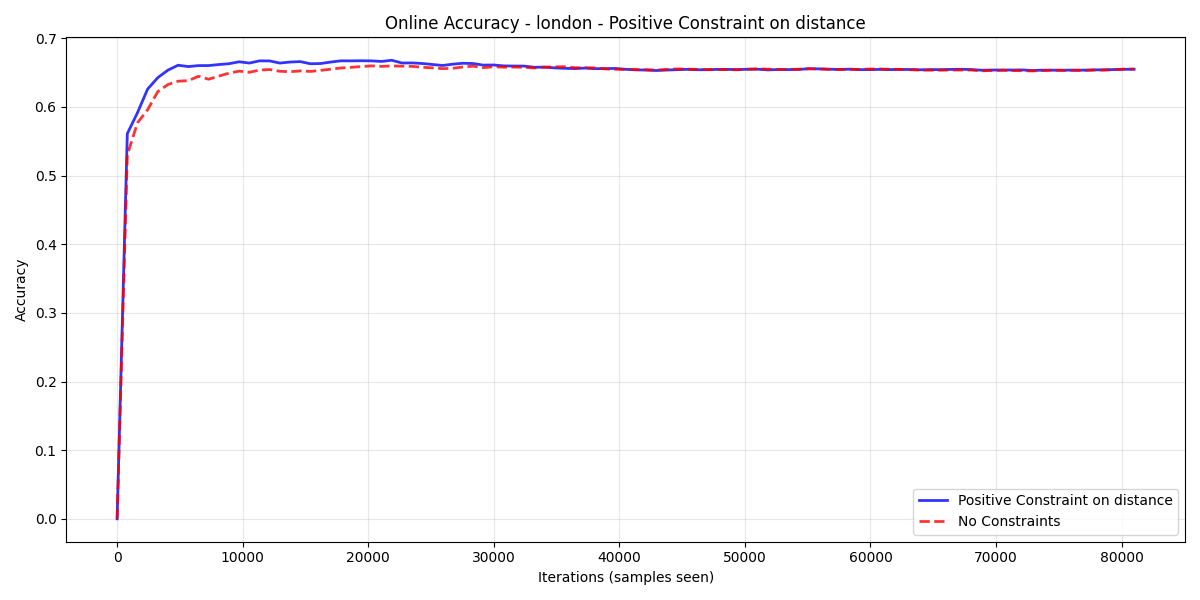 Online Accuracy - london - Positive Constraint on distance
0.7
0.6
0.5
0.4
0.3
0.2
0.1
0.0
Accuracy
0 10000 20000 30000 40000 50000 60000 70000 80000
Iterations (samples seen)
Positive Constraint on distance
No Constraints